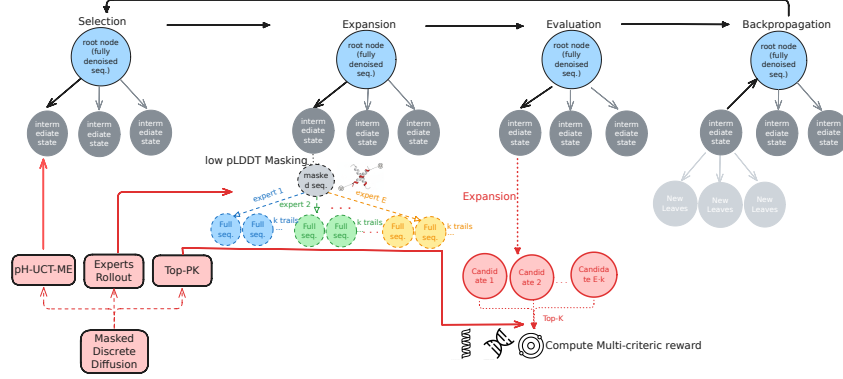 Selection
Expansion
Evaluation
Backpropagation
root node
(fully
denoised
seq.)
root node
(fully
denoised
seq.)
root node
(fully
denoised
seq.)
root node
(fully
denoised
seq.)
interm
ediate
state
interm
ediate
state
interm
ediate
state
interm
ediate
state
interm
ediate
state
interm
ediate
state
interm
ediate
state
interm
ediate
state
interm
ediate
state
interm
ediate
state
interm
ediate
state
interm
ediate
state
low pLDDT Masking
maske
d seq.
expert 1
expert 2
expert E
. . .
Full
seq.
Full
seq.
k trails
...
Full
seq.
Full
seq.
k trails
...
. . .
Full
seq.
Full
seq.
k trails
...
New
Leaves
New
Leaves
New
Leaves
Expansion
pH-UCT-ME
Experts
Rollout
Top-PK
Candid
ate 1
Candid
ate 2
. . .
Candida
te E-k
Top-K
Masked
Discrete
Diffusion
Compute Multi-criteric reward